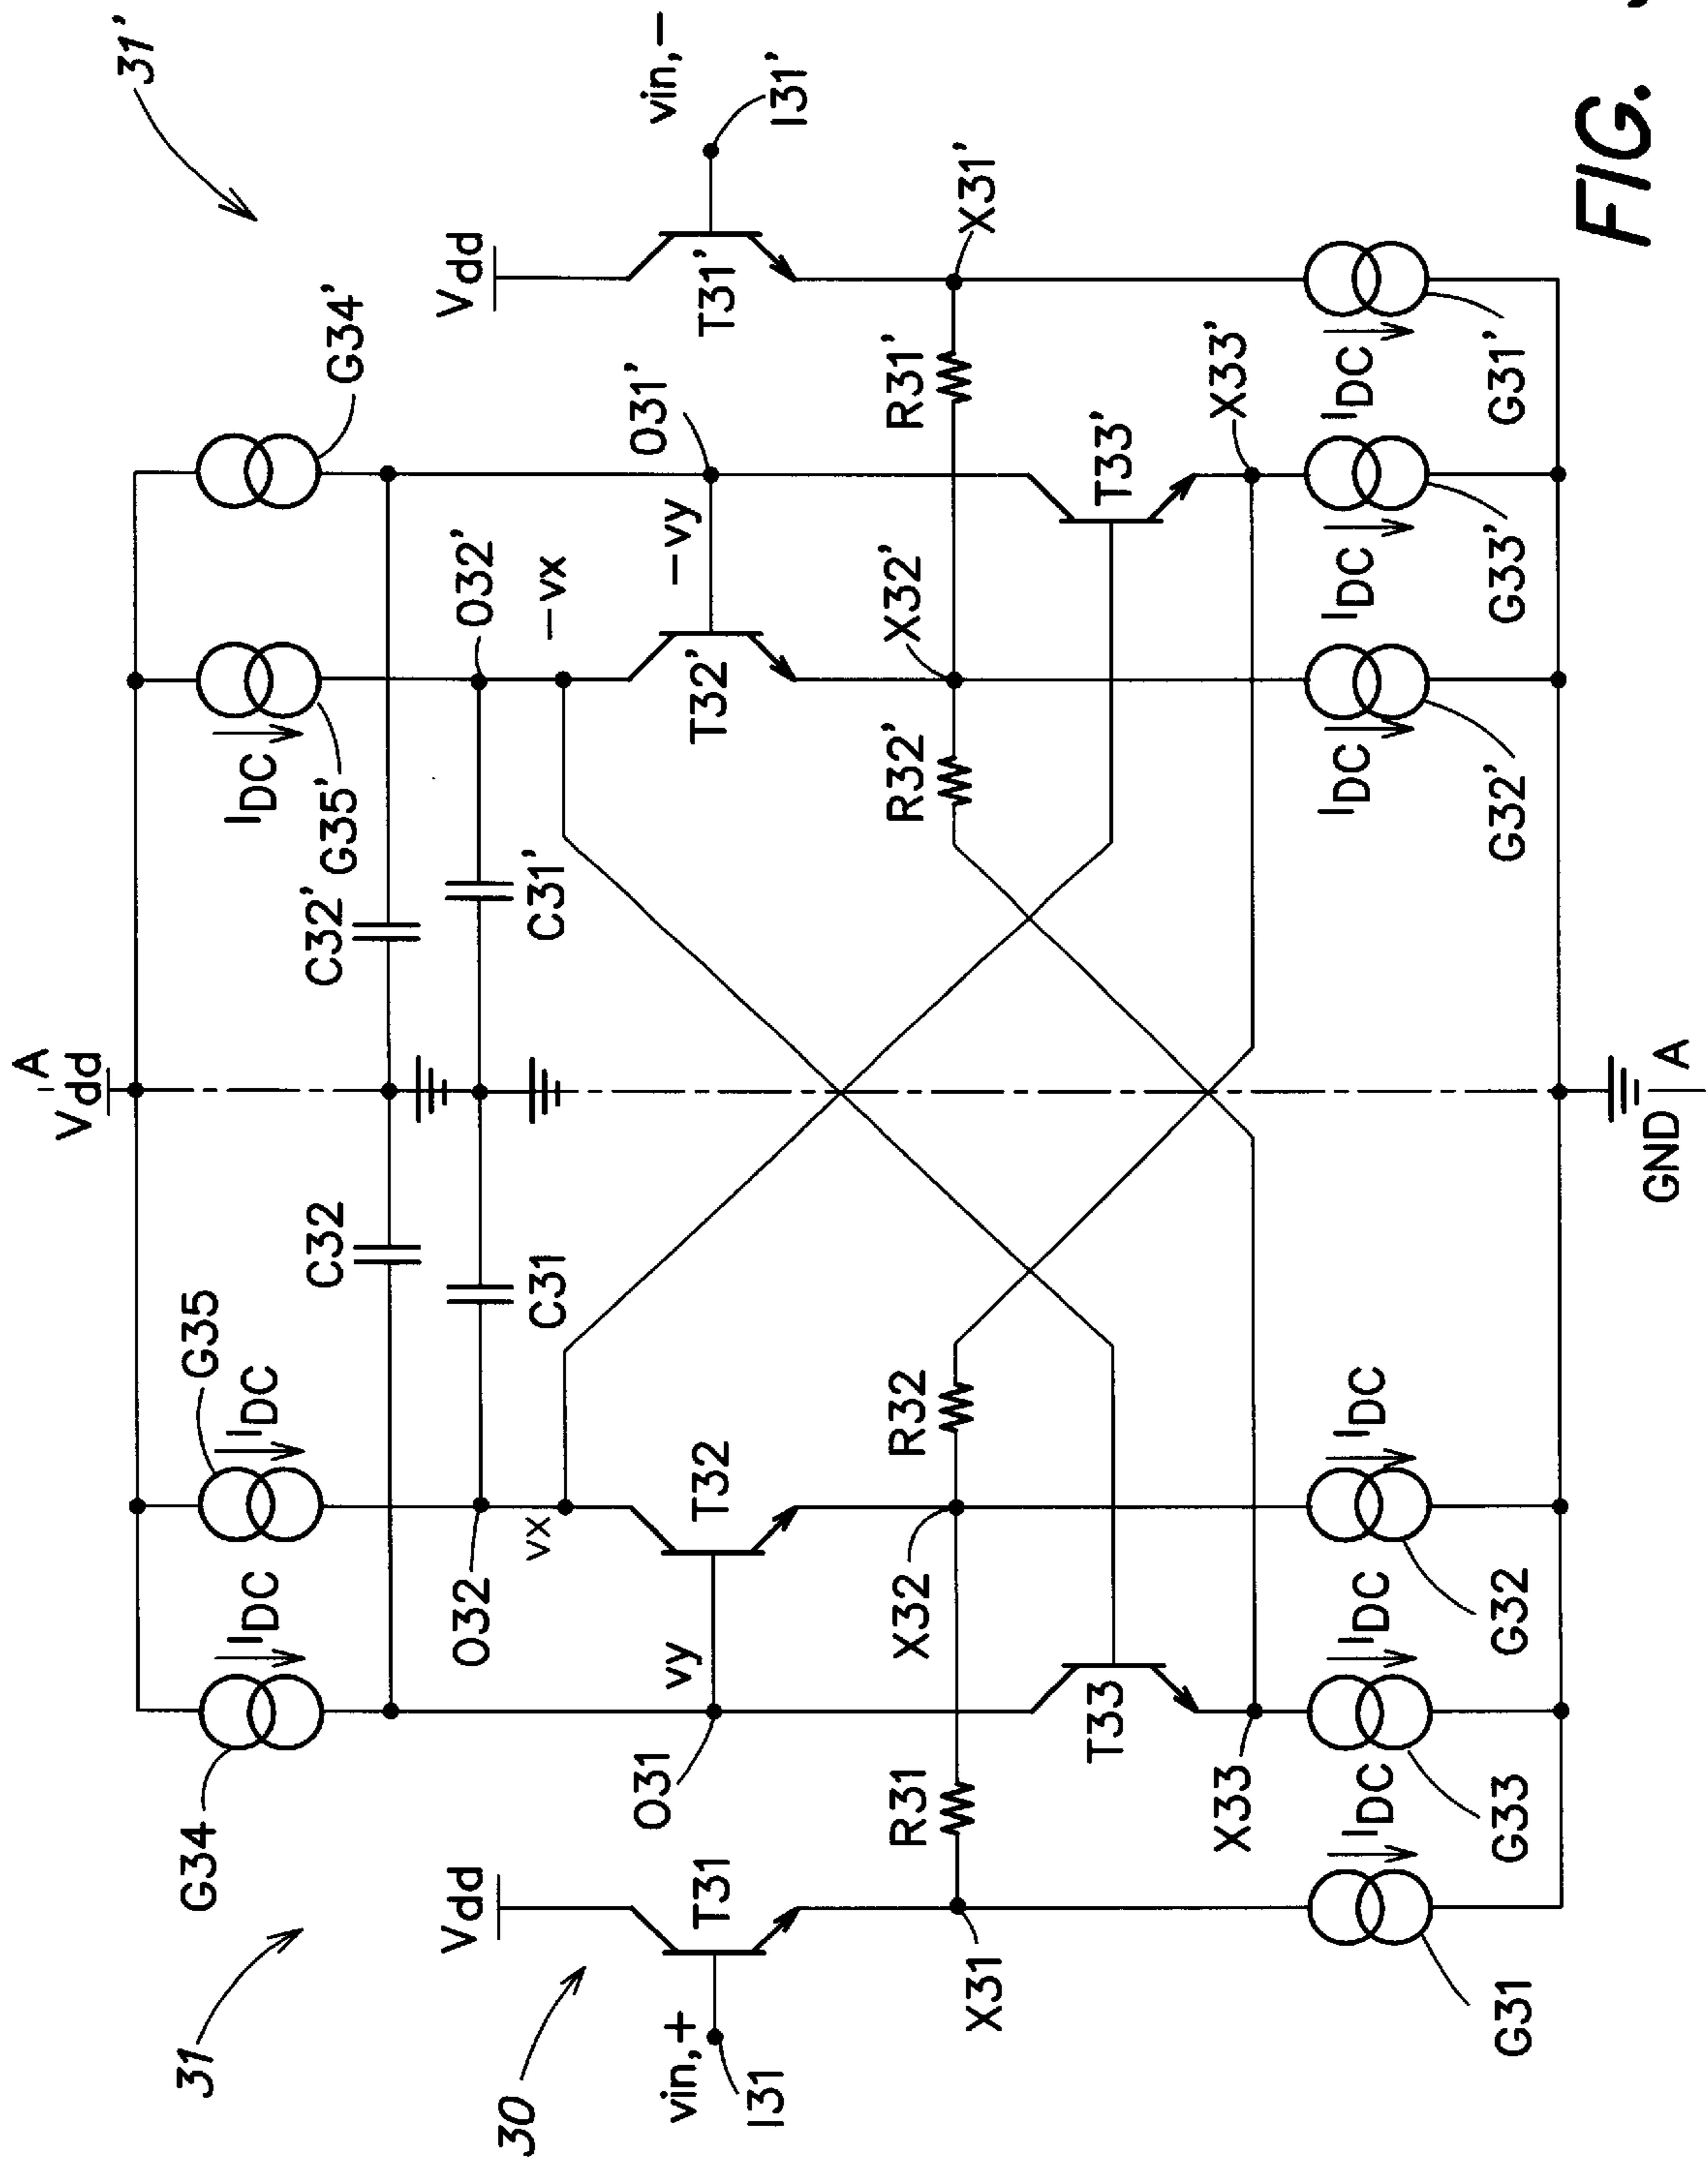 A
Vdd
31'
31
G34
G35
IDC
IDC
IDC
C32
C32'
G35'
G34'
Vdd
O32
O32'
Vdd
30
vx
C31
C31'
−vx
O31
O31'
vin,−
vin,+
vy
−vy
T31
T32
T32'
T31'
I31
I31'
R31
X32
R32
R32'
X32'
R31'
X31
X31'
T33
T33'
X33
X33'
IDC
IDC
IDC
IDC
IDC
IDC
G31
G33
G32
G32'
G33'
G31'
GND
A
FIG.